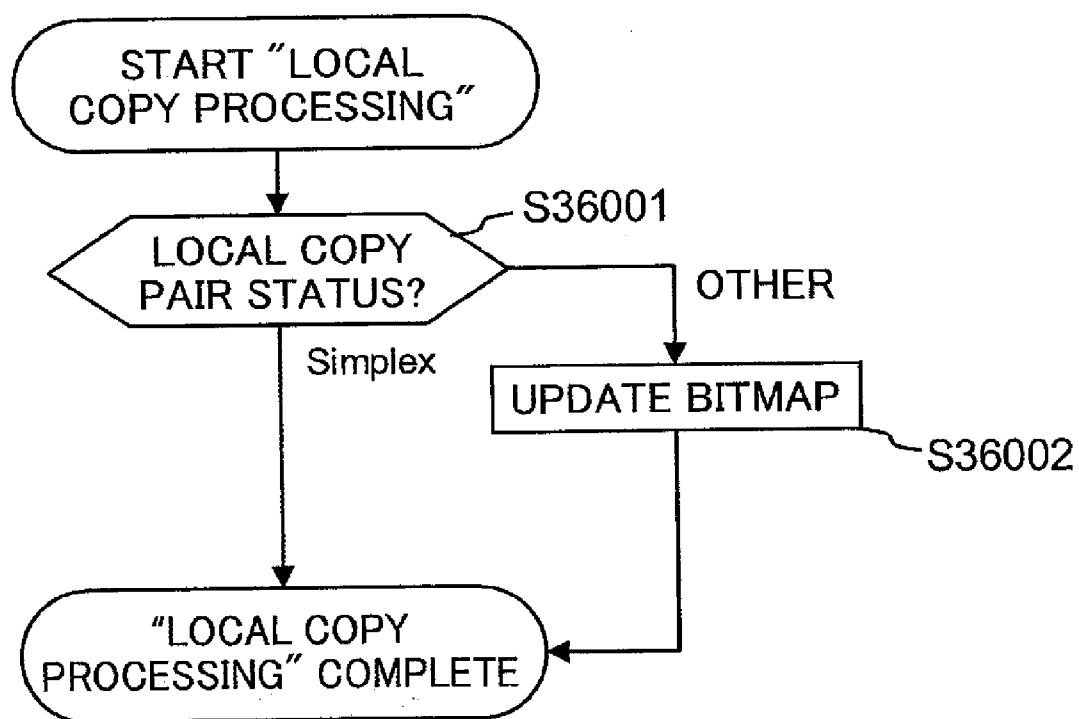 START "LOCAL
COPY PROCESSING"
S36001
LOCAL COPY
PAIR STATUS?
OTHER
Simplex
UPDATE BITMAP
S36002
"LOCAL COPY
PROCESSING" COMPLETE